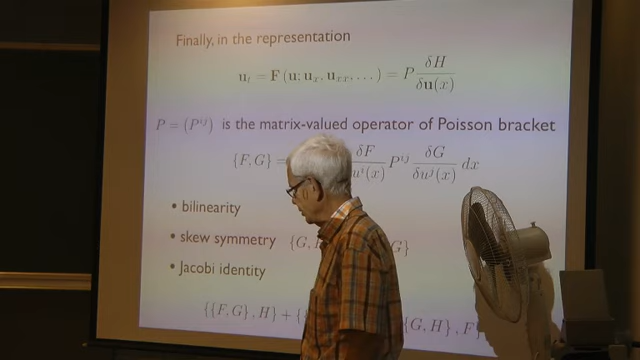 Finally, in the representation
u_t = F (u; u_x, u_xx, . . .) = P δH / δu(x)
P = (P^ij) is the matrix-valued operator of Poisson bracket
{F, G} = δF / u^i(x) P^ij δG / δu^j(x) dx
• bilinearity
• skew symmetry {G, G}
• Jacobi identity
{{F, G} , H} + { {G, H} , F}